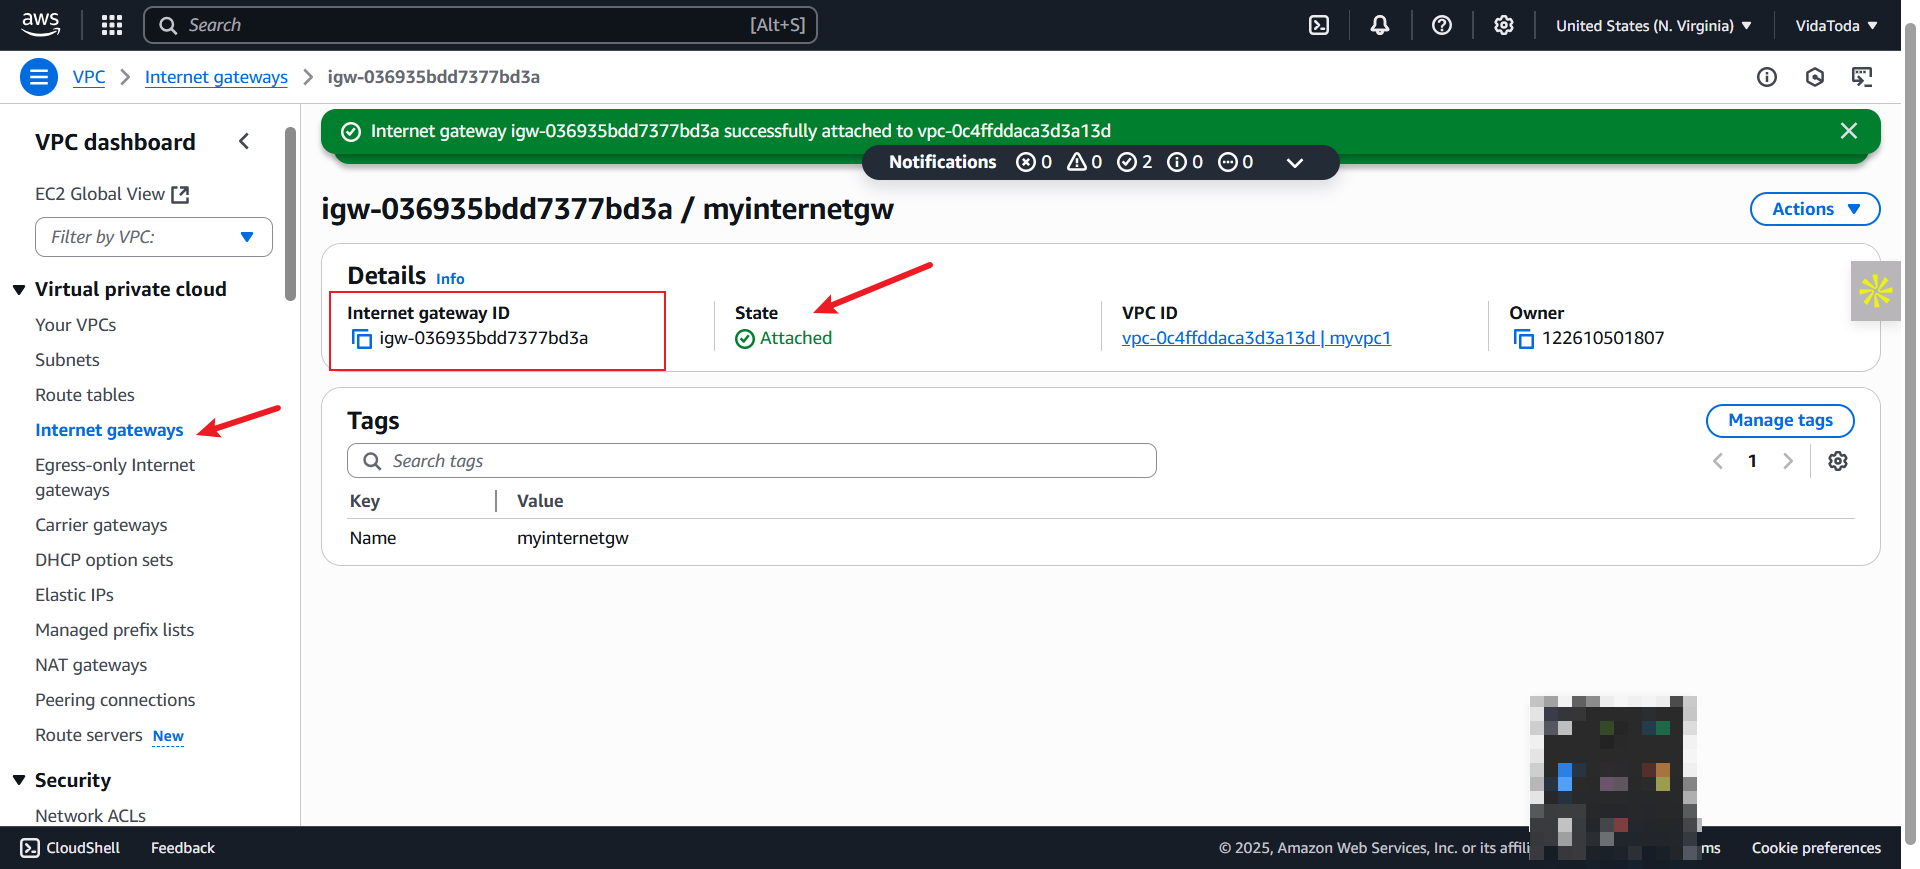 aws
Search [Alt+S]
United States (N. Virginia)
VidaToda
VPC
Internet gateways
igw-036935bdd7377bd3a
VPC dashboard
EC2 Global View
Filter by VPC:
Virtual private cloud
Your VPCs
Subnets
Route tables
Internet gateways
Egress-only Internet
gateways
Carrier gateways
DHCP option sets
Elastic IPs
Managed prefix lists
NAT gateways
Peering connections
Route servers New
Security
Network ACLs
Internet gateway igw-036935bdd7377bd3a successfully attached to vpc-0c4ffddaca3d3a13d
Notifications 0 0 2 0 0
igw-036935bdd7377bd3a / myinternetgw
Actions
Details Info
Internet gateway ID
igw-036935bdd7377bd3a
State
Attached
VPC ID
vpc-0c4ffddaca3d3a13d | myvpc1
Owner
122610501807
Tags
Manage tags
Search tags
1
Key Value
Name myinternetgw
CloudShell Feedback
© 2025, Amazon Web Services, Inc. or its affili
ms
Cookie preferences